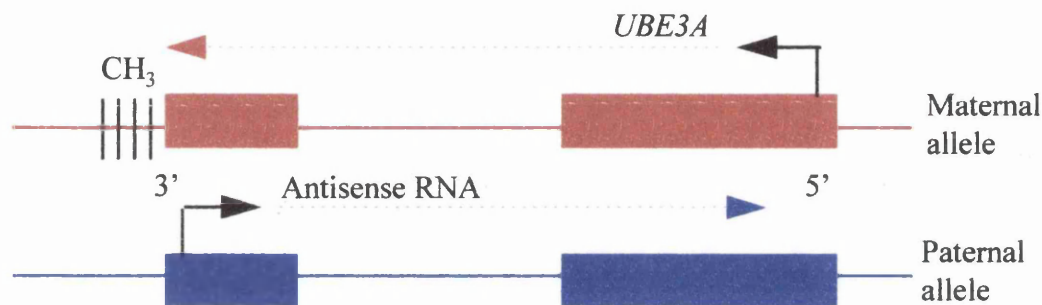 UBE3A
CH₃
Maternal
allele
3’ 5’
Antisense RNA
Paternal
allele